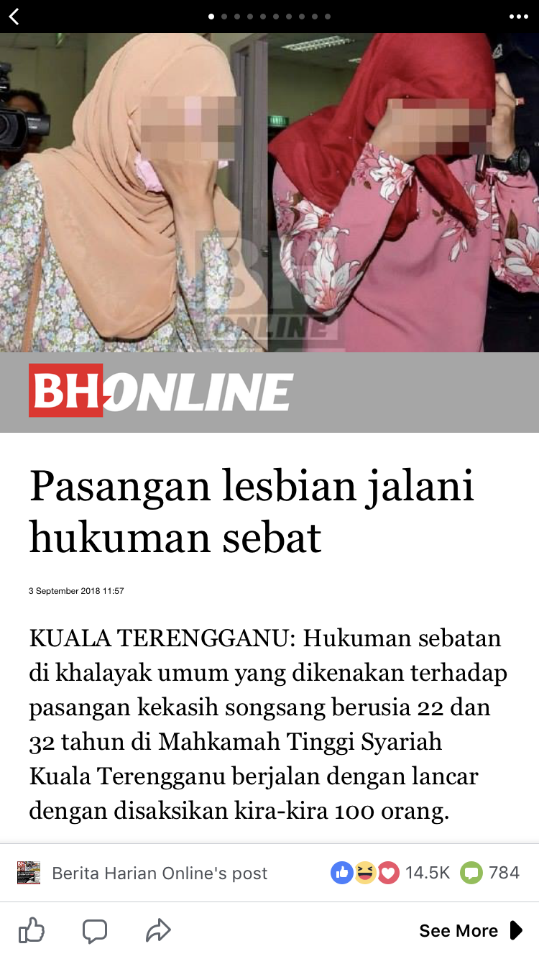 BH
ONLINE
BHONLINE
Pasangan lesbian jalani
hukuman sebat
3 September 2018 11:57
KUALA TERENGGANU: Hukuman sebatan
di khalayak umum yang dikenakan terhadap
pasangan kekasih songsang berusia 22 dan
32 tahun di Mahkamah Tinggi Syariah
Kuala Terengganu berjalan dengan lancar
dengan disaksikan kira-kira 100 orang.
Berita Harian Online's post 14.5K 784
See More